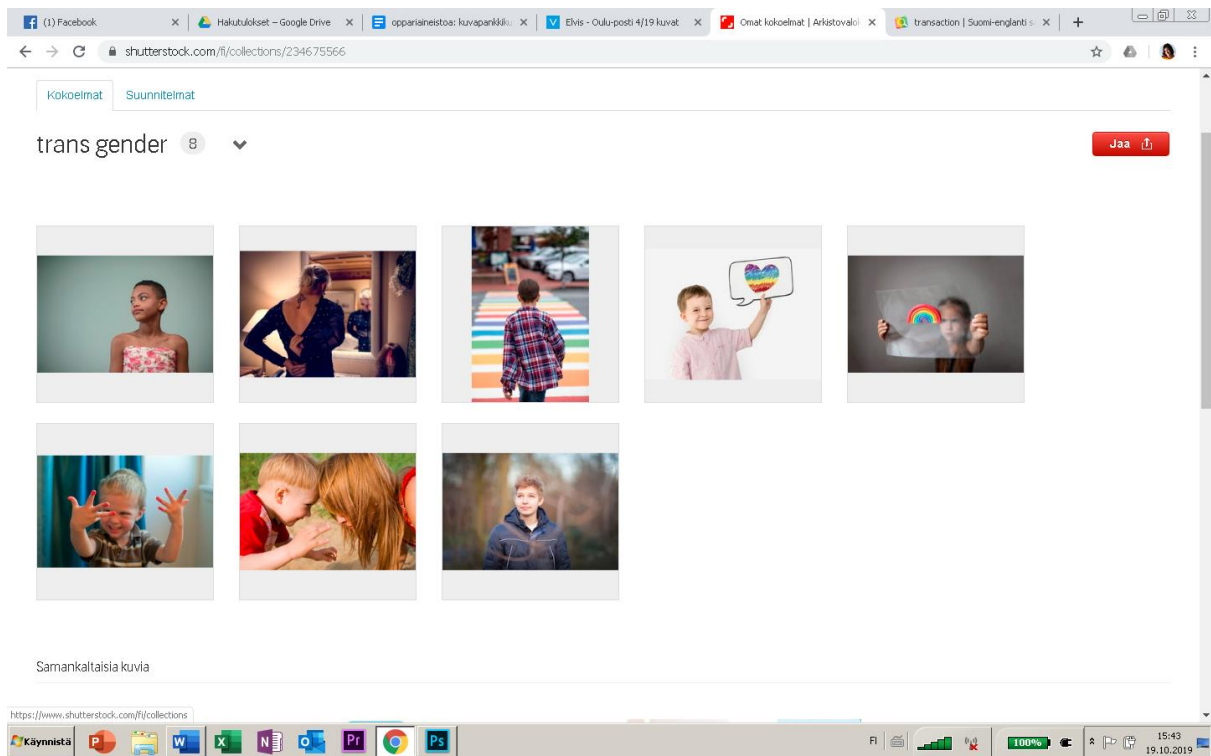 (1) Facebook
Hakutulokset – Google Drive
oppariaineistoa: kuvapankkiku
Elvis - Oulu-posti 4/19 kuvat
Omat kokoelmat | Arkistovalok
transaction | Suomi-englanti s
shutterstock.com/fi/collections/234675566
Kokoelmat
Suunnitelmat
trans gender 8
Jaa
Samankaltaisia kuvia
https://www.shutterstock.com/fi/collections
Käynnistä
FI
100%
15:43
19.10.2019